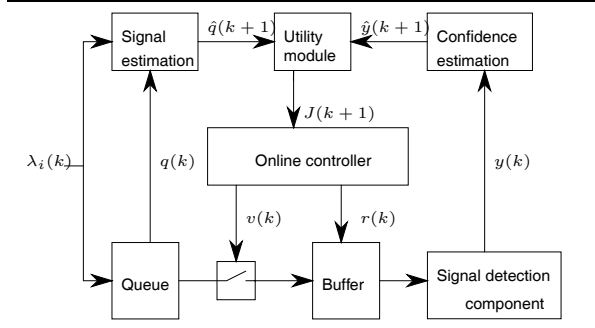 Signal
estimation
q̂(k+1)
Utility
module
ŷ(k+1)
Confidence
estimation
J(k+1)
λᵢ(k)
q(k)
Online controller
y(k)
v(k)
r(k)
Queue
Buffer
Signal detection
component